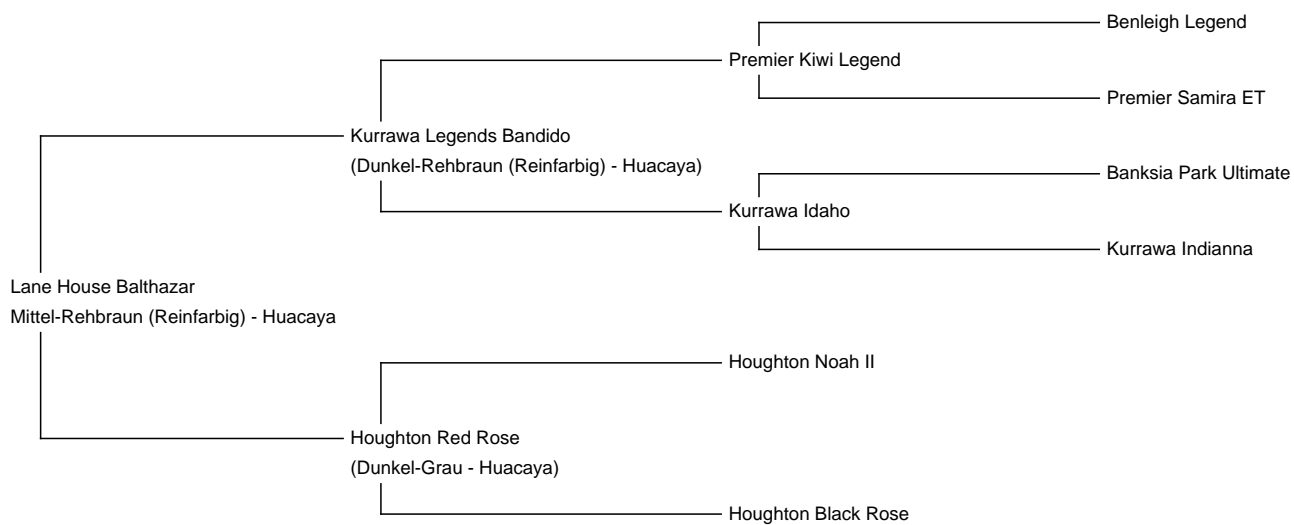 Benleigh Legend
Premier Kiwi Legend
Premier Samira ET
Kurrawa Legends Bandido
(Dunkel-Rehbraun (Reinfarbig) - Huacaya)
Banksia Park Ultimate
Kurrawa Idaho
Kurrawa Indianna
Lane House Balthazar
Mittel-Rehbraun (Reinfarbig) - Huacaya
Houghton Noah II
Houghton Red Rose
(Dunkel-Grau - Huacaya)
Houghton Black Rose